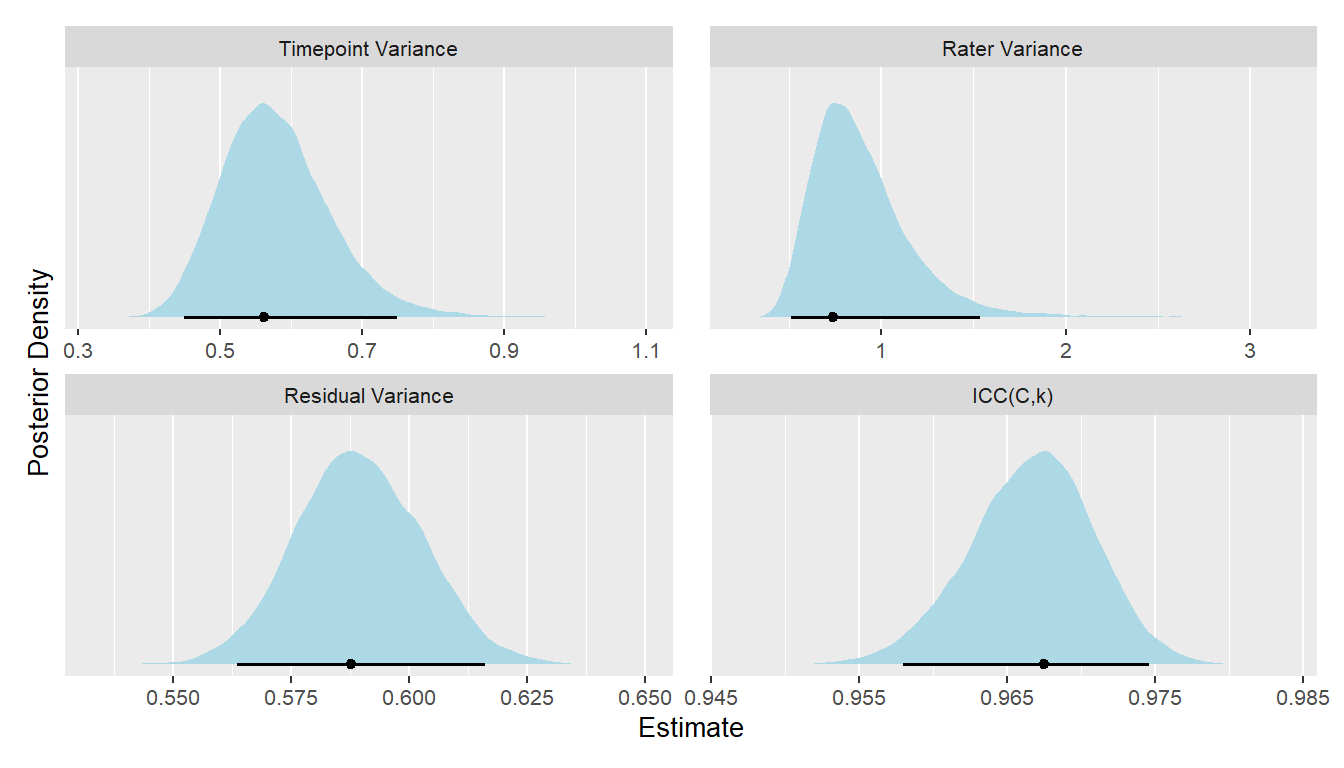 Timepoint Variance
Rater Variance
0.3 0.5 0.7 0.9 1.1
1 2 3
Residual Variance
ICC(C,k)
0.550 0.575 0.600 0.625 0.650
0.945 0.955 0.965 0.975 0.985
Posterior Density
Estimate